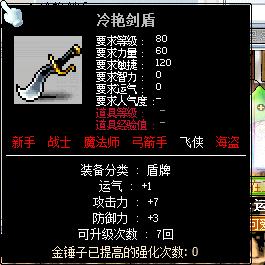 冷艳剑盾
要求等级： 80
要求力量： 60
要求敏捷： 120
要求智力： 0
要求运气： 0
要求人气度： -
道具等级： -
道具经验值： -
新手 战士 魔法师 弓箭手 飞侠 海盗
装备分类 : 盾牌
运气 : +1
攻击力 : +7
防御力 : +3
可升级次数 : 7回
金锤子已提高的强化次数: 0